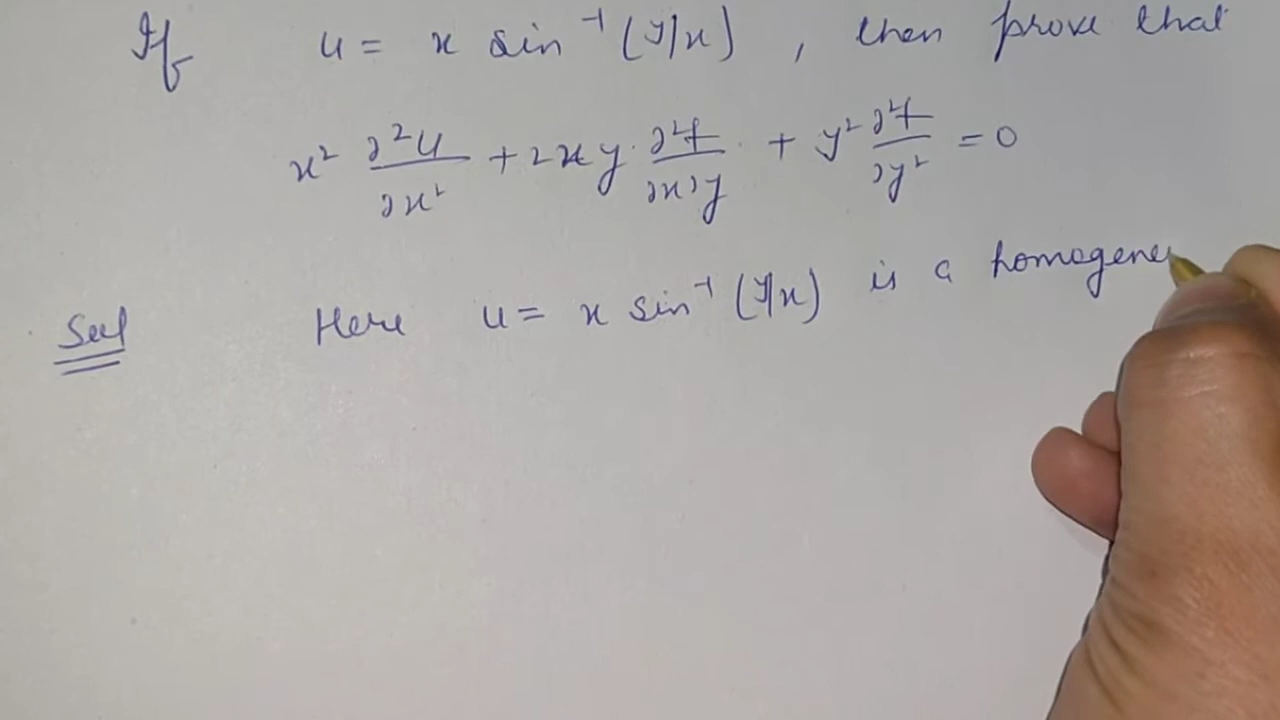 If u = x sin⁻¹ (y/x) , then prove that
x² ∂²u/∂x² + 2xy · ∂²f/∂x∂y + y² ∂²f/∂y² = 0
Sol Here u = x sin⁻¹ (y/x) is a homogene